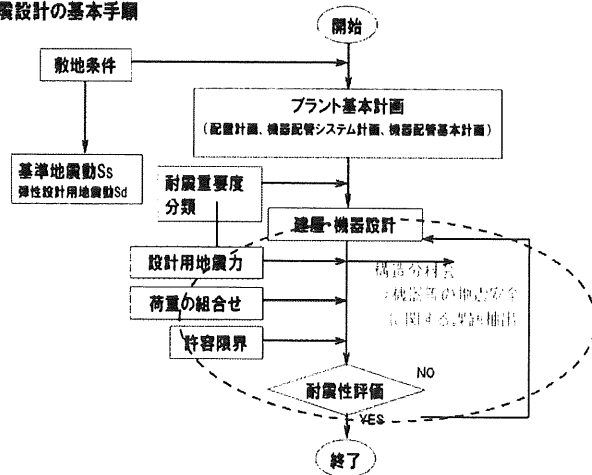 震設計の基本手順
開始
敷地条件
プラント基本計画
(配置計画、機器配管システム計画、機器配管基本計画)
基準地震動Ss
弾性設計用地震動Sd
耐震重要度
分類
建屋・機器設計
設計用地震力
構造分科会
荷重の組合せ
許容限界
NO
耐震性評価
YES
終了